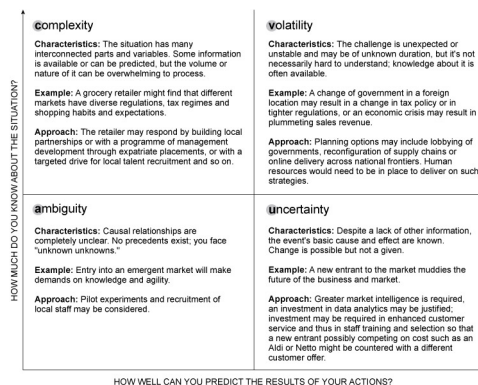 complexity
Characteristics: The situation has many
interconnected parts and variables. Some information
is available or can be predicted, but the volume or
nature of it can be overwhelming to process.
Example: A grocery retailer might find that different
markets have diverse regulations, tax regimes and
shopping habits and expectations.
Approach: The retailer may respond by building local
partnerships or with a programme of management
development through expatriate placements, or with a
targeted drive for local talent recruitment and so on.
volatility
Characteristics: The challenge is unexpected or
unstable and may be of unknown duration, but it's not
necessarily hard to understand; knowledge about it is
often available.
Example: A change of government in a foreign
location may result in a change in tax policy or in
tighter regulations, or an economic crisis may result in
plummeting sales revenue.
Approach: Planning options may include lobbying of
governments, reconfiguration of supply chains or
online delivery across national frontiers. Human
resources would need to be in place to deliver on such
strategies.
ambiguity
Characteristics: Causal relationships are
completely unclear. No precedents exist; you face
"unknown unknowns."
Example: Entry into an emergent market will make
demands on knowledge and agility.
Approach: Pilot experiments and recruitment of
local staff may be considered.
uncertainty
Characteristics: Despite a lack of other information,
the event's basic cause and effect are known.
Change is possible but not a given.
Example: A new entrant to the market muddies the
future of the business and market.
Approach: Greater market intelligence is required,
an investment in data analytics may be justified;
investment may be required in enhanced customer
service and thus in staff training and selection so that
a new entrant possibly competing on cost such as an
Aldi or Netto might be countered with a different
customer offer.
HOW MUCH DO YOU KNOW ABOUT THE SITUATION?
HOW WELL CAN YOU PREDICT THE RESULTS OF YOUR ACTIONS?